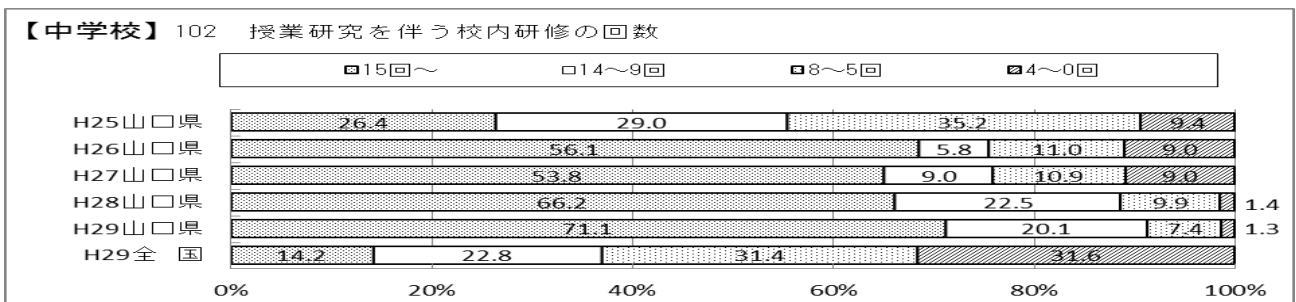 【中学校】102 授業研究を伴う校内研修の回数
15回～ 14～9回 8～5回 4～0回
H25山口県 26.4 29.0 35.2 9.4
H26山口県 56.1 5.8 11.0 9.0
H27山口県 53.8 9.0 10.9 9.0
H28山口県 66.2 22.5 9.9 1.4
H29山口県 71.1 20.1 7.4 1.3
H29全 国 14.2 22.8 31.4 31.6
0% 20% 40% 60% 80% 100%